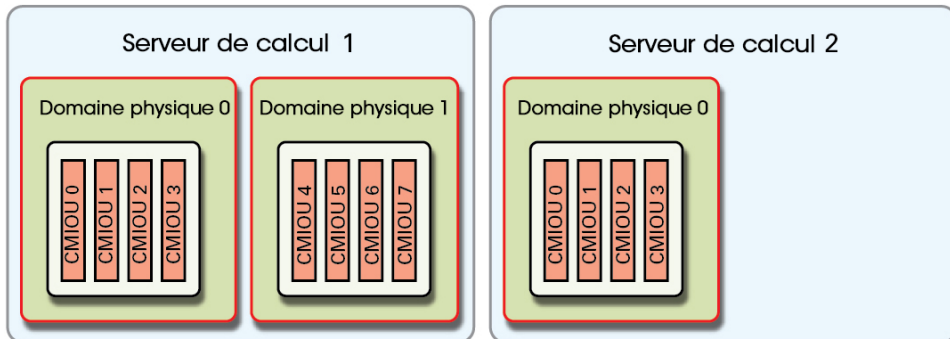 Serveur de calcul 1
Domaine physique 0
CMIOU 0
CMIOU 1
CMIOU 2
CMIOU 3
Domaine physique 1
CMIOU 4
CMIOU 5
CMIOU 6
CMIOU 7
Serveur de calcul 2
Domaine physique 0
CMIOU 0
CMIOU 1
CMIOU 2
CMIOU 3